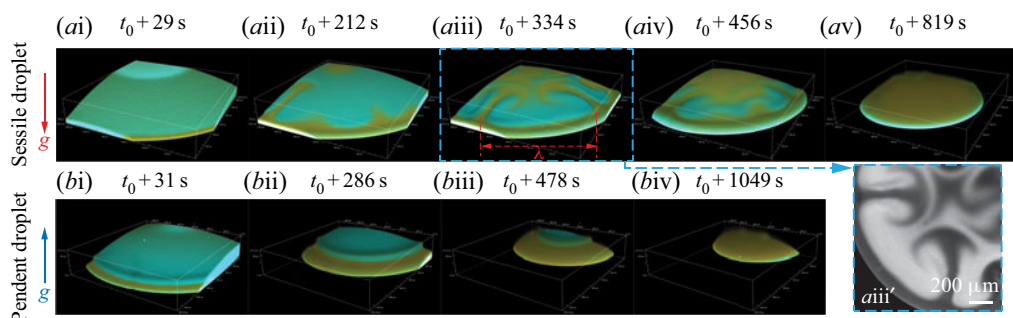 (ai) t₀ + 29 s (aii) t₀ + 212 s (aiii) t₀ + 334 s (aiv) t₀ + 456 s (av) t₀ + 819 s
Sessile droplet
g
λ
(bi) t₀ + 31 s (bii) t₀ + 286 s (biii) t₀ + 478 s (biv) t₀ + 1049 s
Pendent droplet
g
aiii′ 200 μm